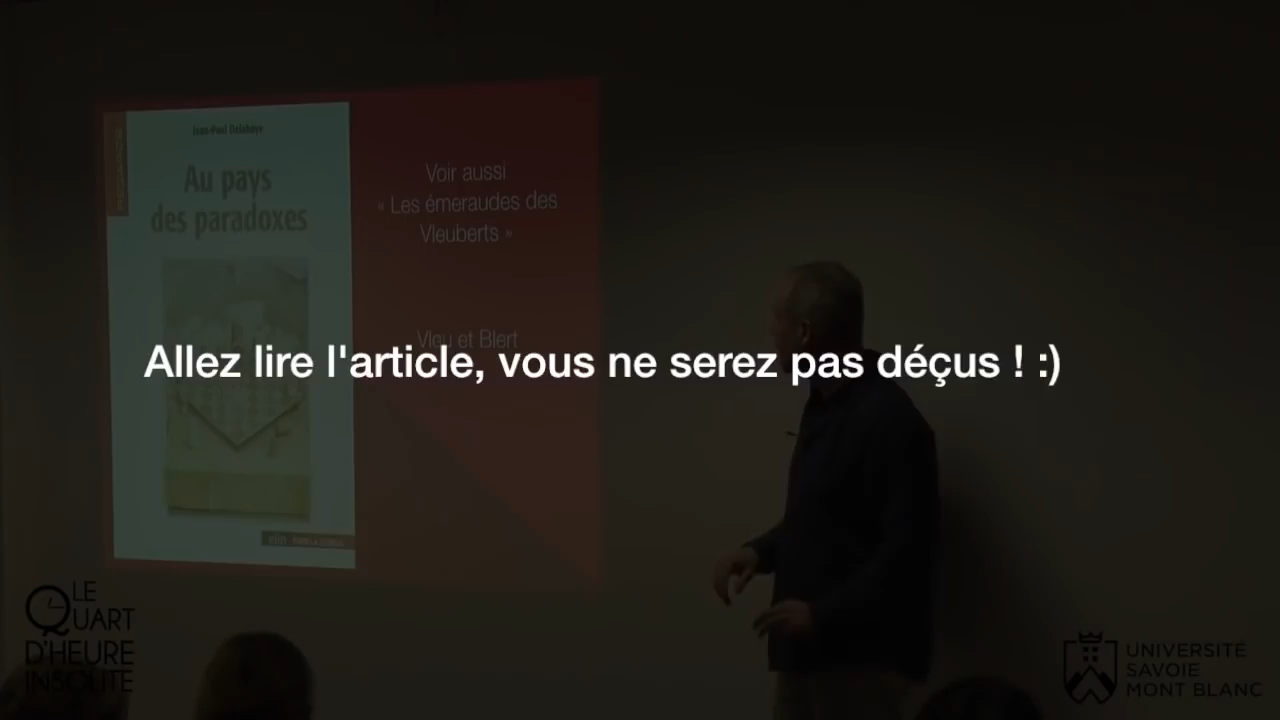 Jean-Paul Delahaye
Au pays
des paradoxes
Voir aussi
« Les émeraudes des
Vleuberts »
Vleu et Blert
Allez lire l'article, vous ne serez pas déçus ! :)
LE
QUART
D'HEURE
INSOLITE
UNIVERSITÉ
SAVOIE
MONT BLANC